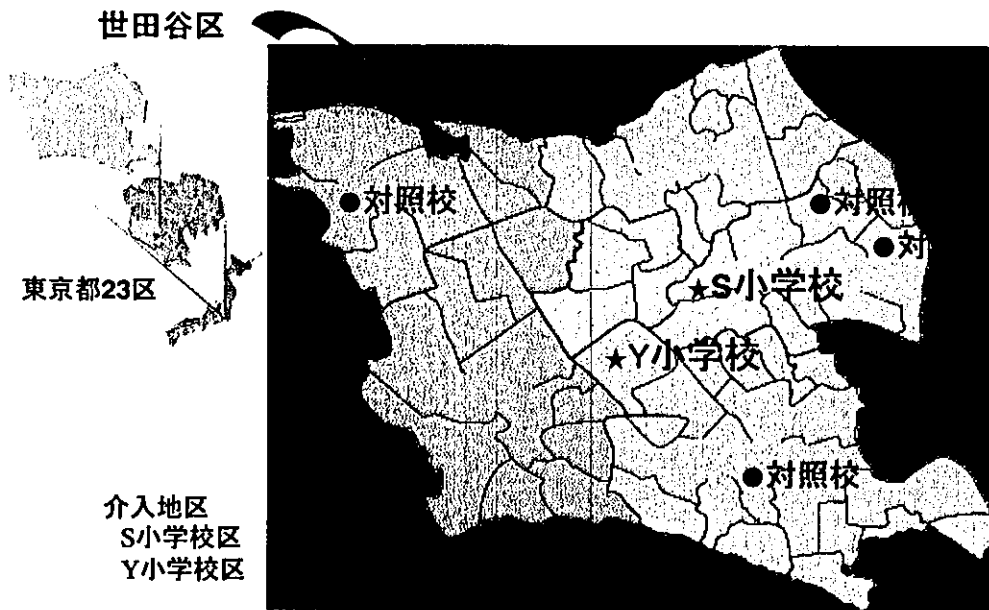 世田谷区
対照校
対照
対
★S小学校
東京都23区
★Y小学校
対照校
介入地区
S小学校区
Y小学校区